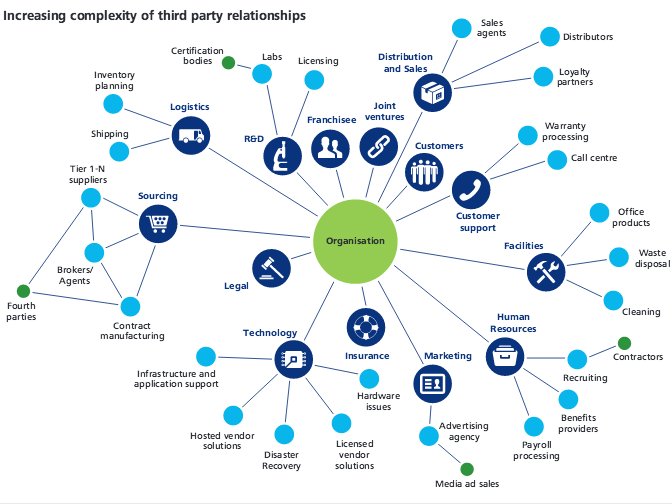 Increasing complexity of third party relationships
Certification
bodies
Labs
Licensing
Sales
agents
Distributors
Loyalty
partners
Distribution
and Sales
Inventory
planning
Shipping
Logistics
R&D
Franchisee
Joint
ventures
Customers
Warranty
processing
Call centre
Customer
support
Tier 1-N
suppliers
Sourcing
Brokers/
Agents
Fourth
parties
Contract
manufacturing
Organisation
Legal
Facilities
Office
products
Waste
disposal
Cleaning
Technology
Insurance
Marketing
Human
Resources
Contractors
Recruiting
Benefits
providers
Payroll
processing
Infrastructure and
application support
Hardware
issues
Hosted vendor
solutions
Disaster
Recovery
Licensed
vendor
solutions
Advertising
agency
Media ad sales